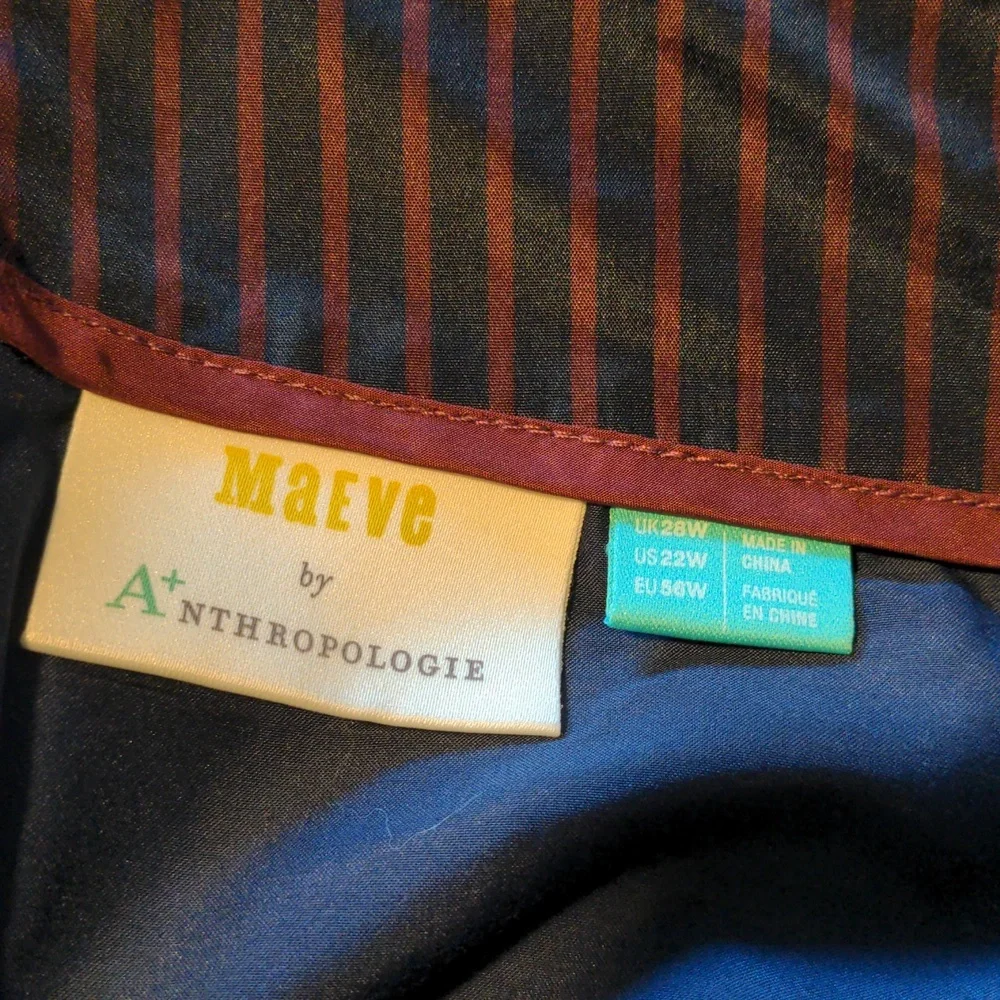 MaEve
by
A+NTHROPOLOGIE
UK 28W
US 22W
EU 56W
MADE IN
CHINA
FABRIQUÉ
EN CHINE